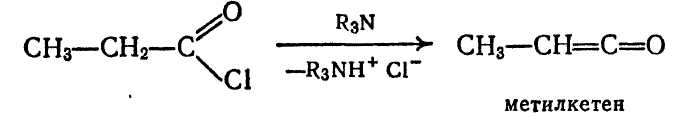 R₃N
CH₃—CH₂—C
O
Cl
—R₃NH⁺ Cl⁻
CH₃—CH=C=O
метилкетен